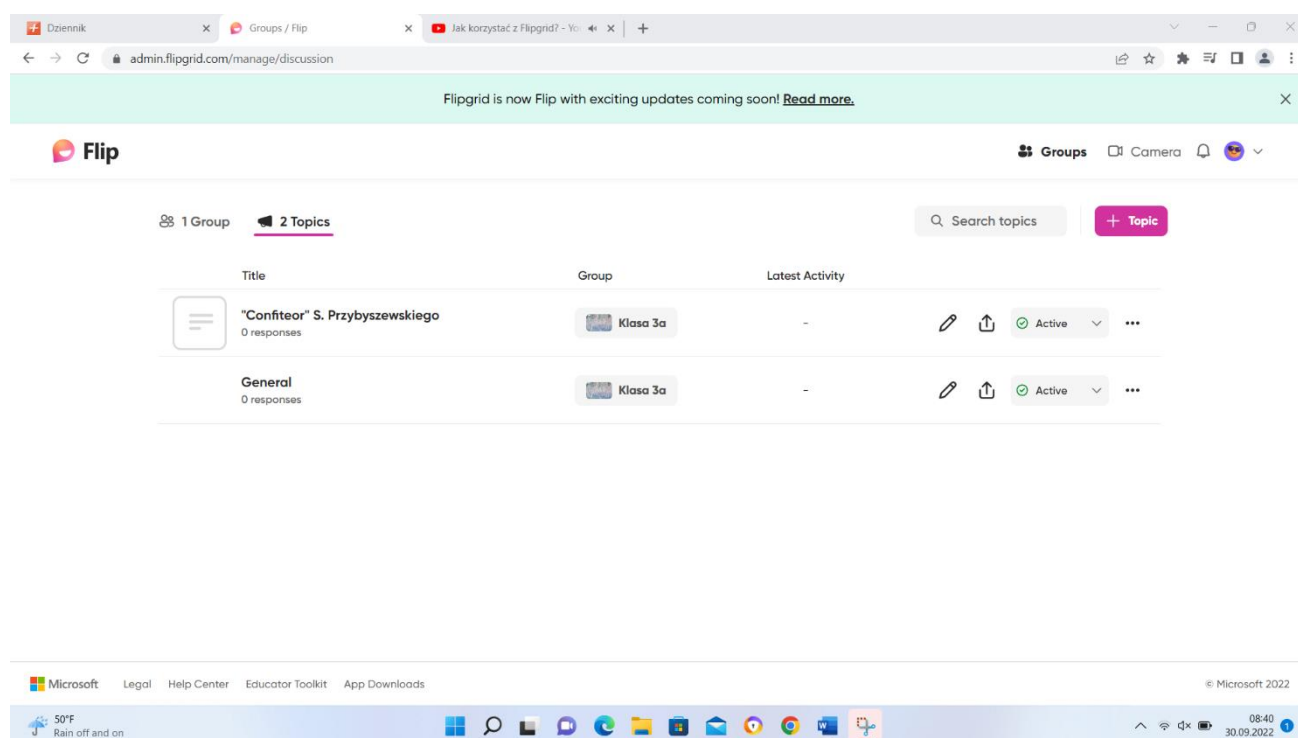 Dziennik
Groups / Flip
Jak korzystać z Flipgrid? - Yo
admin.flipgrid.com/manage/discussion
Flipgrid is now Flip with exciting updates coming soon! Read more.
Flip
Groups
Camera
1 Group
2 Topics
Search topics
+ Topic
Title
Group
Latest Activity
"Confiteor" S. Przybyszewskiego
0 responses
Klasa 3a
-
Active
General
0 responses
Klasa 3a
-
Active
Microsoft
Legal
Help Center
Educator Toolkit
App Downloads
© Microsoft 2022
50°F
Rain off and on
08:40
30.09.2022
1